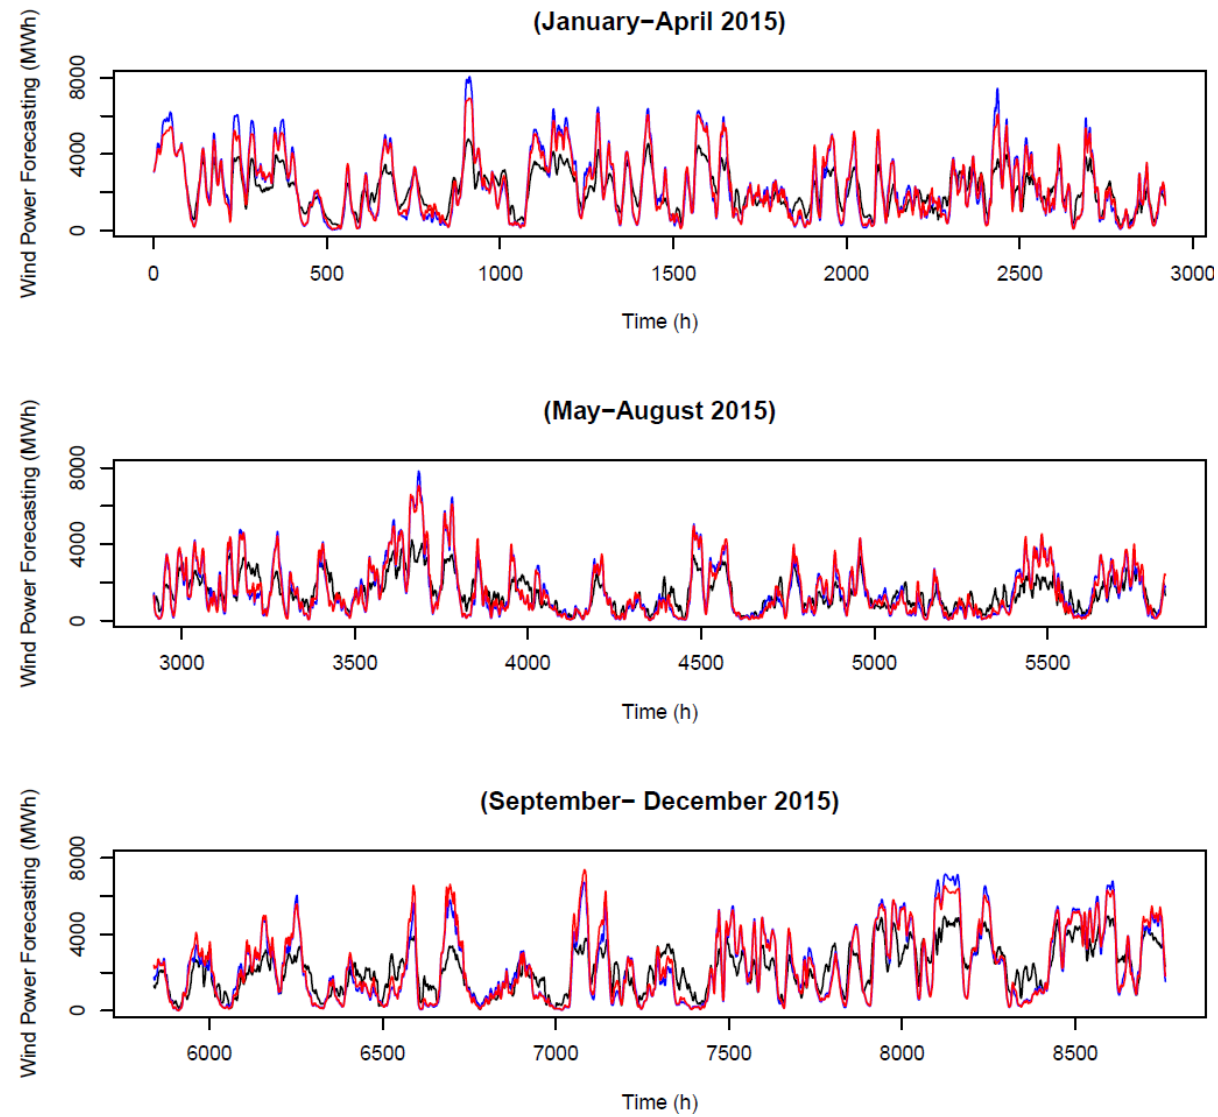 (January−April 2015)
Wind Power Forecasting (MWh)
8000
4000
0
0 500 1000 1500 2000 2500 3000
Time (h)
(May−August 2015)
Wind Power Forecasting (MWh)
8000
4000
0
3000 3500 4000 4500 5000 5500
Time (h)
(September− December 2015)
Wind Power Forecasting (MWh)
8000
4000
0
6000 6500 7000 7500 8000 8500
Time (h)